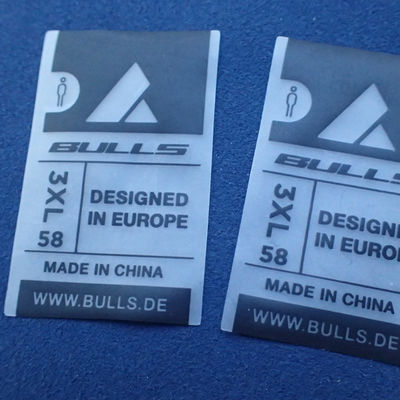 BULLS
3XL
58
DESIGNED
IN EUROPE
MADE IN CHINA
WWW.BULLS.DE
BULLS
3XL
58
DESIGNE
IN EUROP
MADE IN CHINA
WWW.BULLS.DE